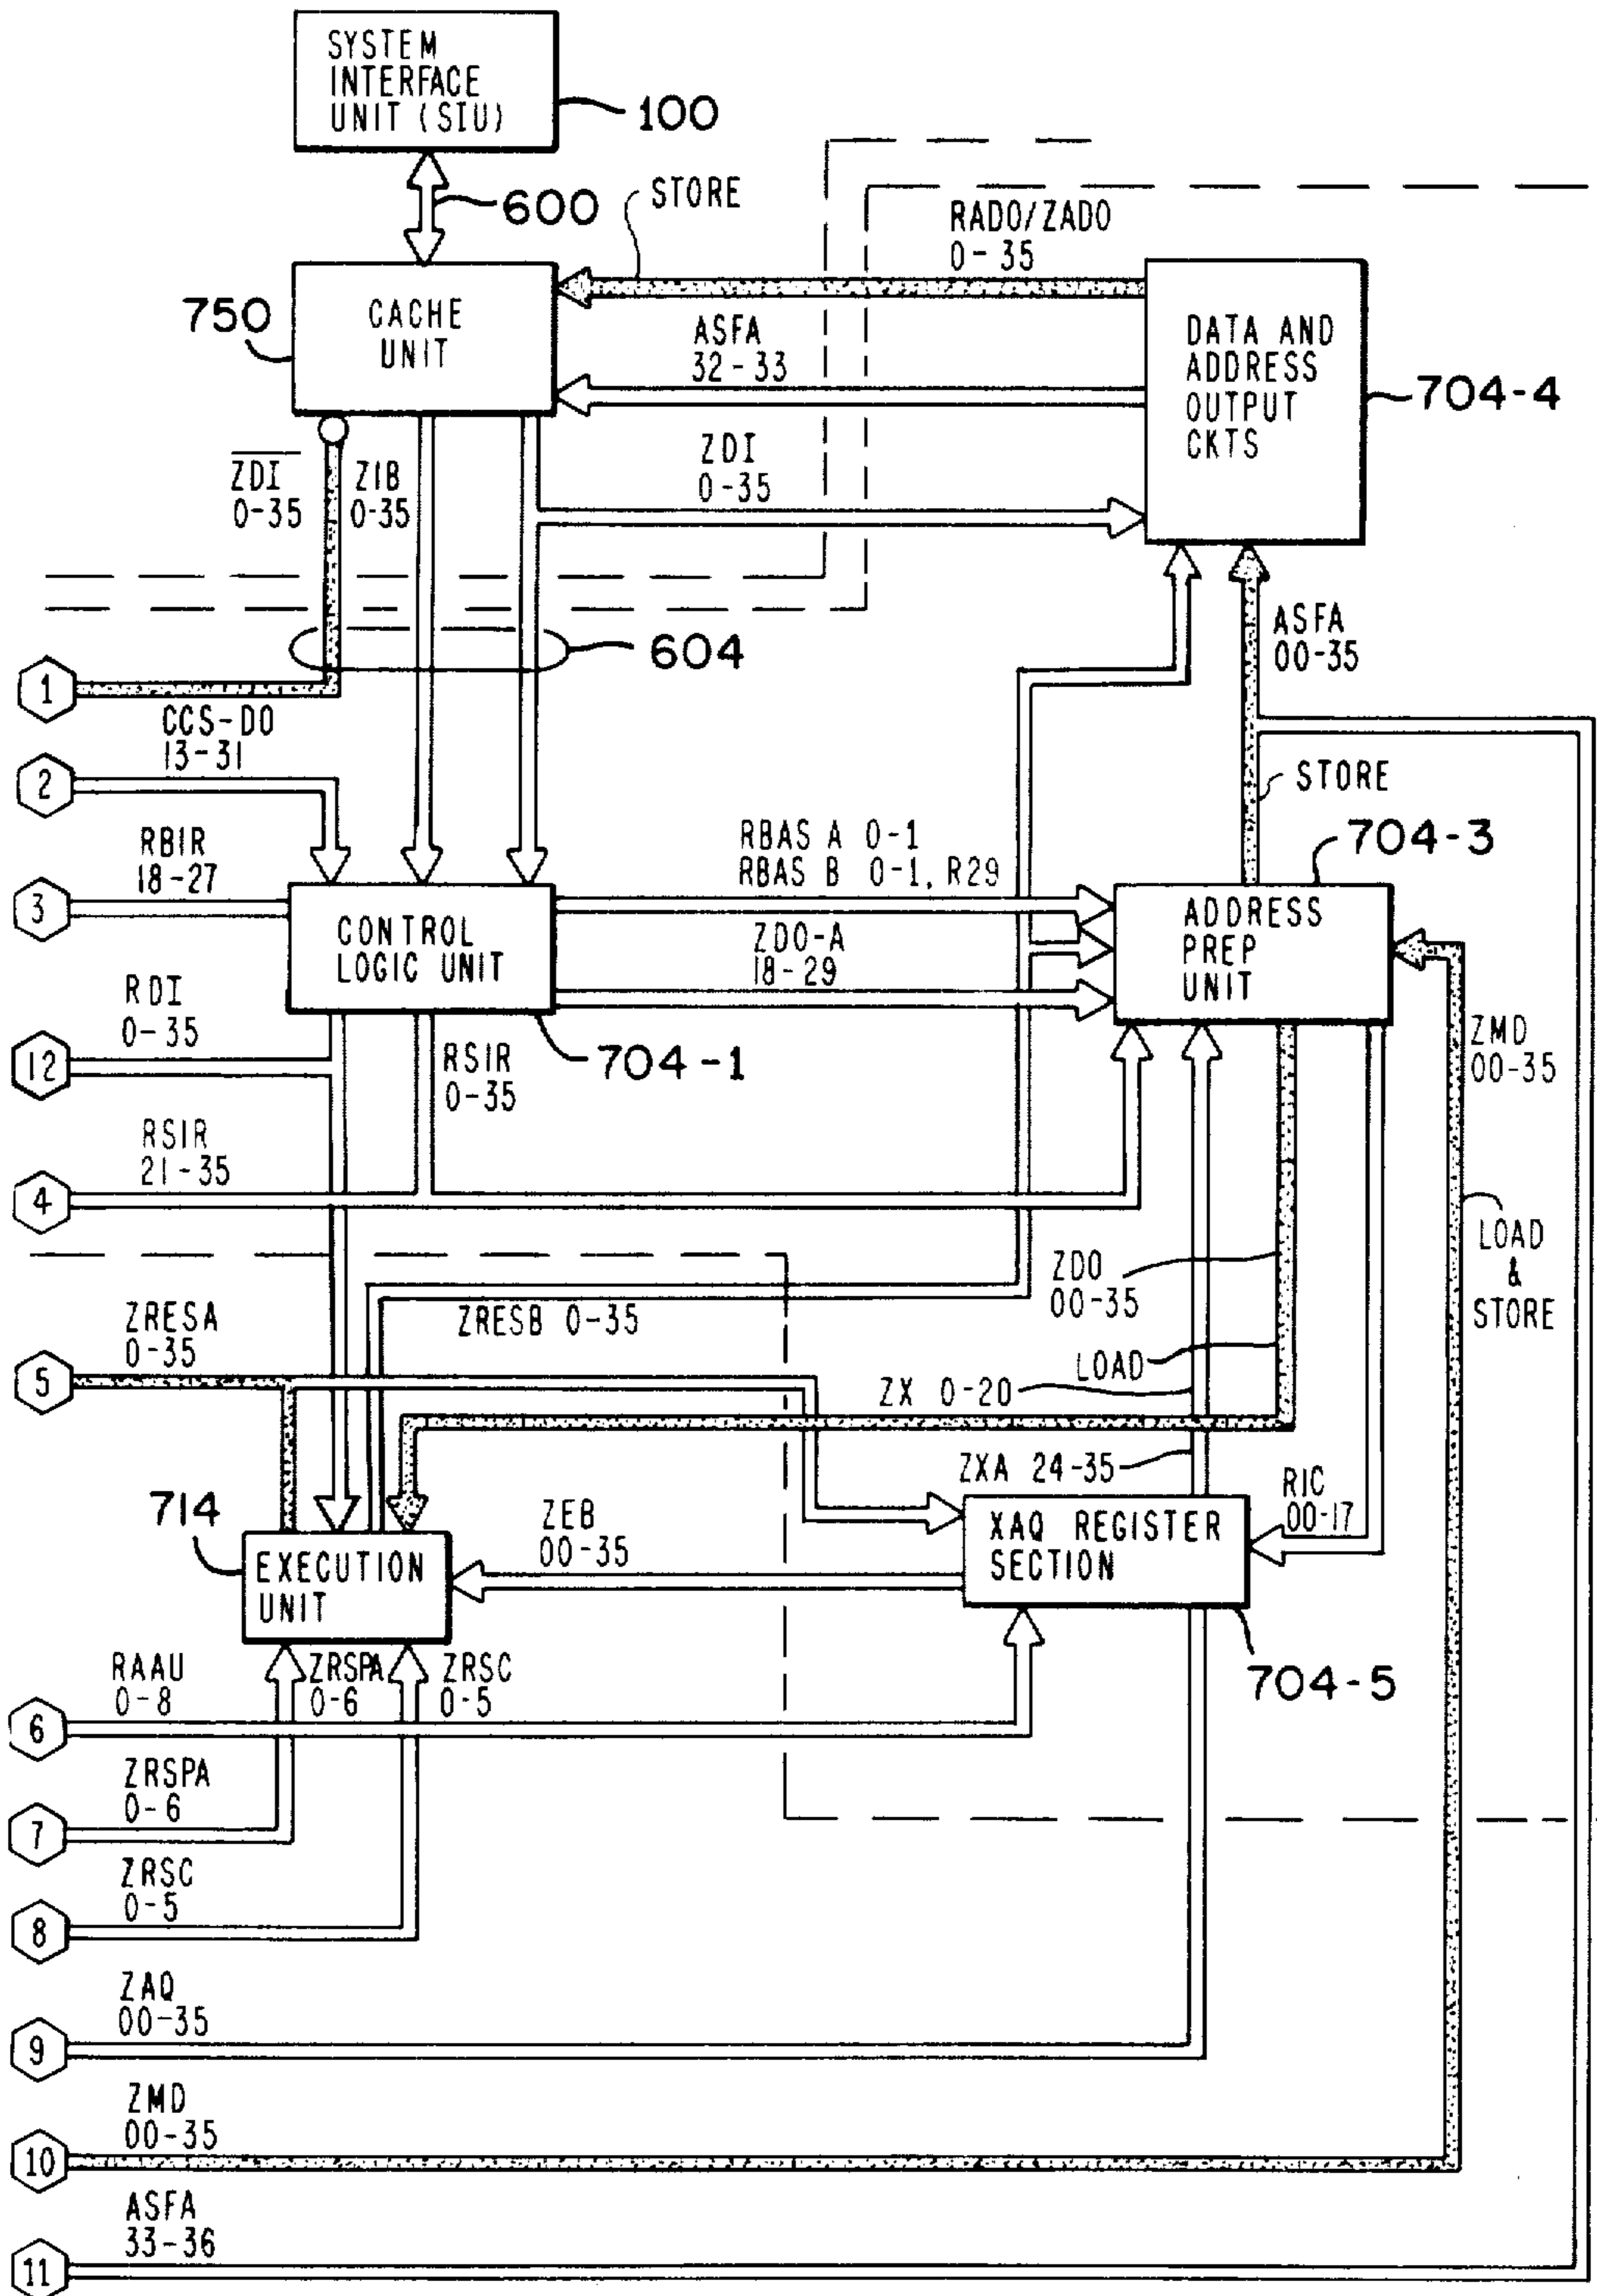 SYSTEM
INTERFACE
UNIT (SIU)
100
600
STORE
RADO/ZADO
0-35
750
CACHE
UNIT
ASFA
32-33
DATA AND
ADDRESS
OUTPUT
CKTS
704-4
ZDI
0-35
ZIB
0-35
ZDI
0-35
604
ASFA
00-35
1
CCS-DO
13-31
2
STORE
RBIR
18-27
3
RBAS A 0-1
RBAS B 0-1, R29
704-3
CONTROL
LOGIC UNIT
ZDO-A
18-29
ADDRESS
PREP
UNIT
RDI
0-35
12
RSIR
0-35
704-1
ZMD
00-35
RSIR
21-35
4
LOAD
&
STORE
ZDO
00-35
ZRESA
0-35
5
ZRESB 0-35
LOAD
ZX 0-20
ZXA 24-35
RIC
00-17
714
EXECUTION
UNIT
ZEB
00-35
XAQ REGISTER
SECTION
704-5
RAAU
0-8
6
ZRSPA
0-6
ZRSC
0-5
ZRSPA
0-6
7
ZRSC
0-5
8
ZAQ
00-35
9
ZMD
00-35
10
ASFA
33-36
11